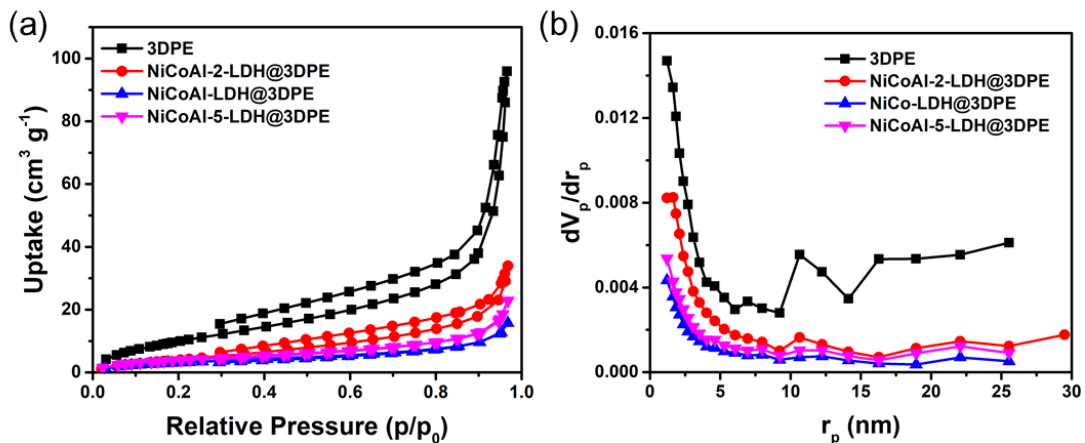 (a)
3DPE
NiCoAl-2-LDH@3DPE
NiCoAl-LDH@3DPE
NiCoAl-5-LDH@3DPE
Uptake (cm³ g⁻¹)
100
80
60
40
20
0
0.0 0.2 0.4 0.6 0.8 1.0
Relative Pressure (p/p₀)
(b)
3DPE
NiCoAl-2-LDH@3DPE
NiCo-LDH@3DPE
NiCoAl-5-LDH@3DPE
dVₚ/drₚ
0.016
0.012
0.008
0.004
0.000
0 5 10 15 20 25 30
rₚ (nm)